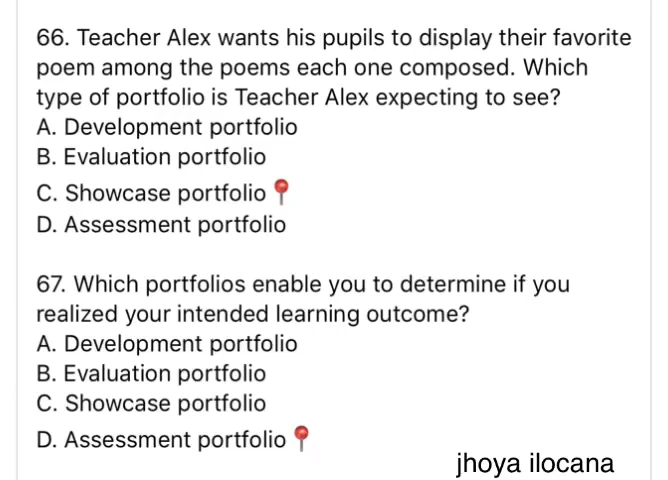 66. Teacher Alex wants his pupils to display their favorite
poem among the poems each one composed. Which
type of portfolio is Teacher Alex expecting to see?
A. Development portfolio
B. Evaluation portfolio
C. Showcase portfolio📍
D. Assessment portfolio
67. Which portfolios enable you to determine if you
realized your intended learning outcome?
A. Development portfolio
B. Evaluation portfolio
C. Showcase portfolio
D. Assessment portfolio📍
jhoya ilocana